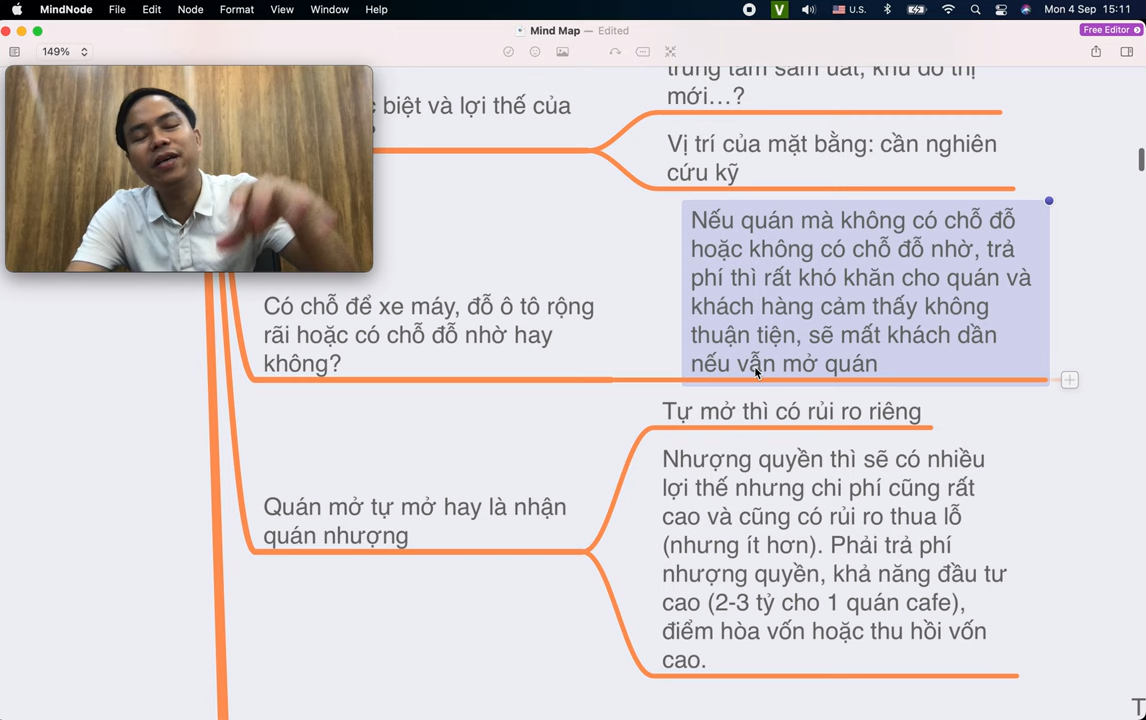 MindNode File Edit Node Format View Window Help
V U.S. Mon 4 Sep 15:11
Mind Map — Edited
Free Editor
149%
trung tâm sầm uất, khu đô thị
mới…?
biệt và lợi thế của
Vị trí của mặt bằng: cần nghiên
cứu kỹ
Nếu quán mà không có chỗ đỗ
hoặc không có chỗ đỗ nhờ, trả
phí thì rất khó khăn cho quán và
khách hàng cảm thấy không
thuận tiện, sẽ mất khách dần
nếu vẫn mở quán
Có chỗ để xe máy, đỗ ô tô rộng
rãi hoặc có chỗ đỗ nhờ hay
không?
Tự mở thì có rủi ro riêng
Nhượng quyền thì sẽ có nhiều
lợi thế nhưng chi phí cũng rất
cao và cũng có rủi ro thua lỗ
(nhưng ít hơn). Phải trả phí
nhượng quyền, khả năng đầu tư
cao (2-3 tỷ cho 1 quán cafe),
điểm hòa vốn hoặc thu hồi vốn
cao.
Quán mở tự mở hay là nhận
quán nhượng
T